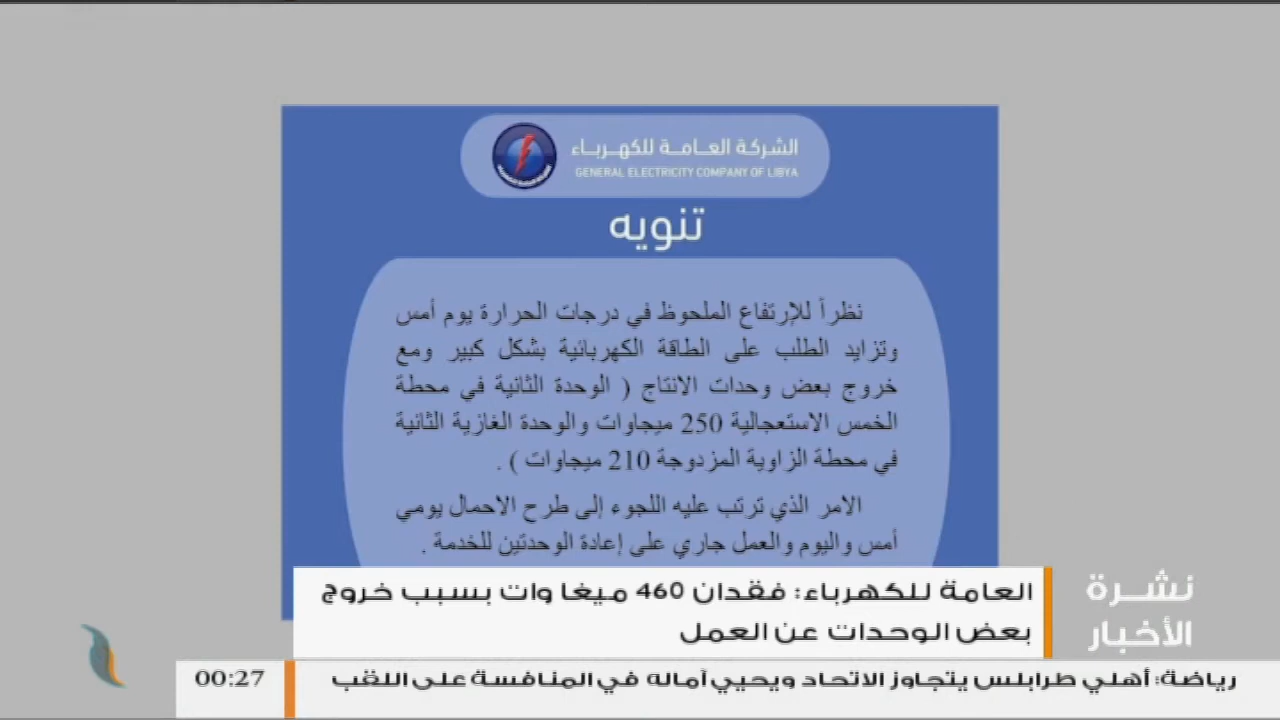 الشركة العامة للكهرباء
GENERAL ELECTRICITY COMPANY OF LIBYA
تنويه
نظراً للإرتفاع الملحوظ في درجات الحرارة يوم أمس
وتزايد الطلب على الطاقة الكهربائية بشكل كبير ومع
خروج بعض وحدات الانتاج ( الوحدة الثانية في محطة
الخمس الاستعجالية 250 ميجاوات والوحدة الغازية الثانية
في محطة الزاوية المزدوجة 210 ميجاوات ) .
الامر الذي ترتب عليه اللجوء إلى طرح الاحمال يومي
أمس واليوم والعمل جاري على إعادة الوحدتين للخدمة .
العامة للكهرباء: فقدان 460 ميغا وات بسبب خروج
بعض الوحدات عن العمل
نشرة
الأخبار
رياضة: أهلي طرابلس يتجاوز الاتحاد ويحيي آماله في المنافسة على اللقب
00:27